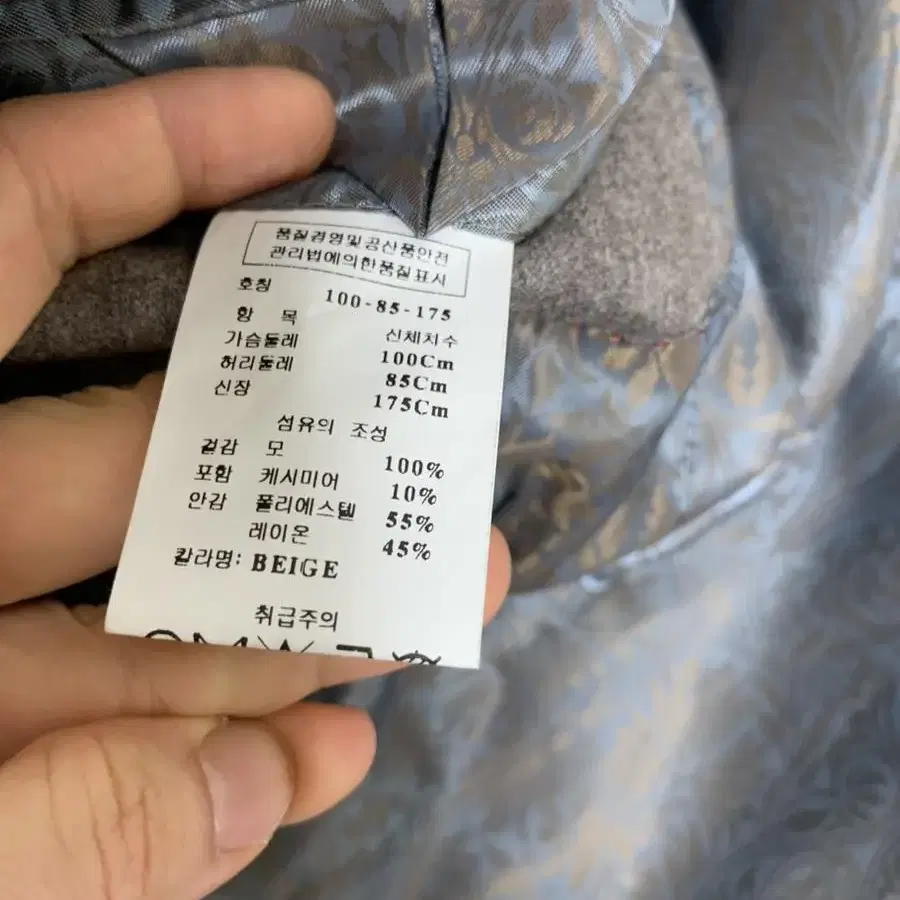 품질경영및공산품안전
관리법에의한품질표시
호칭 100-85-175
항 목 신체치수
가슴둘레 100Cm
허리둘레 85Cm
신장 175Cm
섬유의 조성
겉감 모 100%
포함 케시미어 10%
안감 폴리에스텔 55%
레이온 45%
칼라명: BEIGE
취급주의